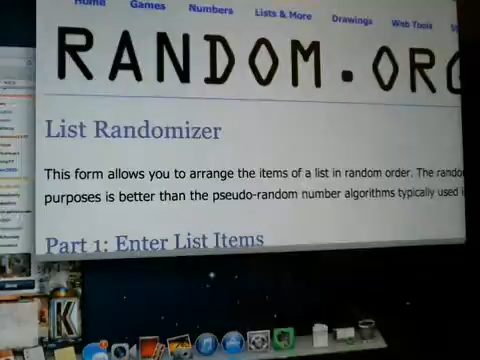 Home Games Numbers Lists & More Drawings Web Tools
RANDOM.ORG
List Randomizer
This form allows you to arrange the items of a list in random order. The
purposes is better than the pseudo-random number algorithms typically used
Part 1: Enter List Items
K